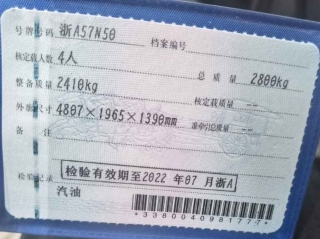 号牌号码 浙A57N50 档案编号
核定载人数 4人 总质量 2800kg
整备质量 2410kg 核定载质量 --
外廓尺寸 4807×1965×1390 准牵引总质量 --
备注
检验有效期至2022年07月浙A
检验记录
汽油